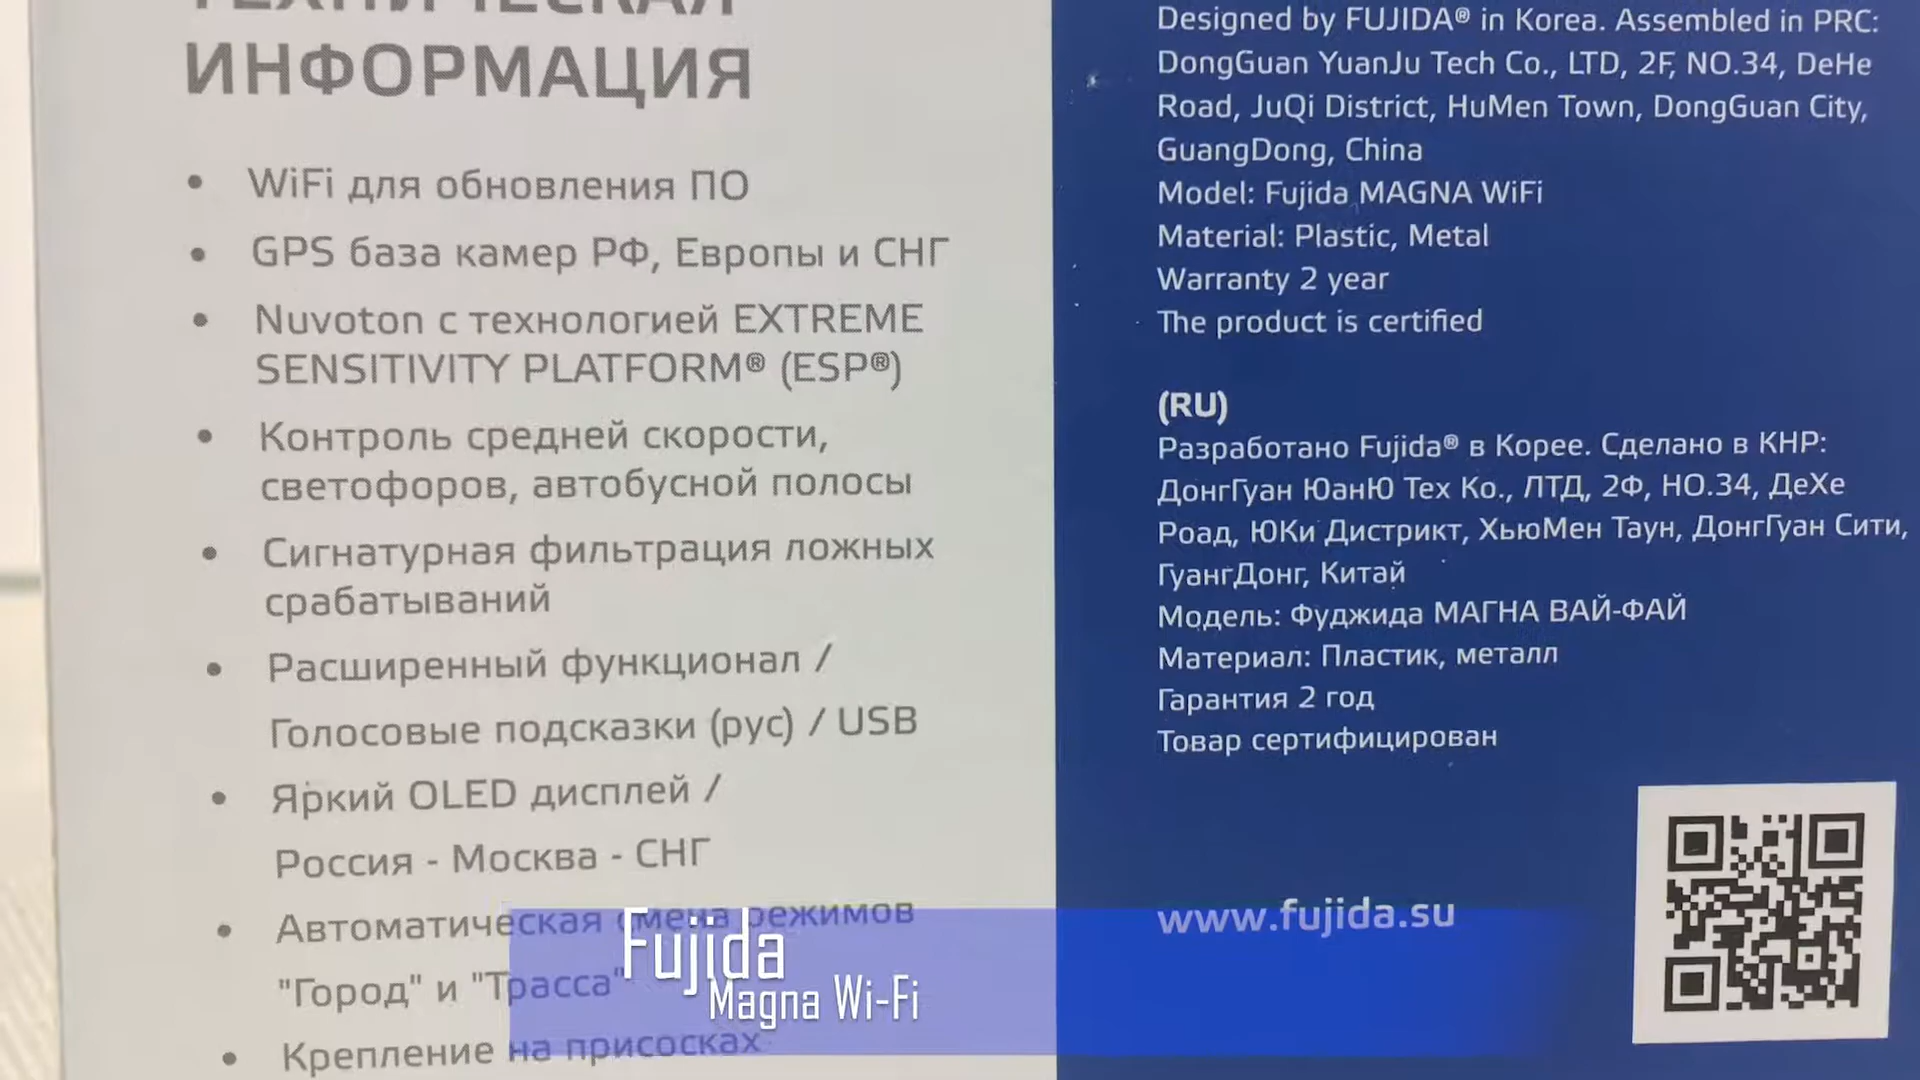 ТЕХНИЧЕСКАЯ
ИНФОРМАЦИЯ
• WiFi для обновления ПО
• GPS база камер РФ, Европы и СНГ
• Nuvoton с технологией EXTREME
SENSITIVITY PLATFORM® (ESP®)
• Контроль средней скорости,
светофоров, автобусной полосы
• Сигнатурная фильтрация ложных
срабатываний
• Расширенный функционал /
Голосовые подсказки (рус) / USB
• Яркий OLED дисплей /
Россия - Москва - СНГ
• Автоматическая смена режимов
"Город" и "Трасса"
• Крепление на присосках
Designed by FUJIDA® in Korea. Assembled in PRC:
DongGuan YuanJu Tech Co., LTD, 2F, NO.34, DeHe
Road, JuQi District, HuMen Town, DongGuan City,
GuangDong, China
Model: Fujida MAGNA WiFi
Material: Plastic, Metal
Warranty 2 year
The product is certified
(RU)
Разработано Fujida® в Корее. Сделано в КНР:
ДонгГуан ЮанЮ Тех Ко., ЛТД, 2Ф, НО.34, ДеХе
Роад, ЮКи Дистрикт, ХьюМен Таун, ДонгГуан Сити,
ГуангДонг, Китай
Модель: Фуджида МАГНА ВАЙ-ФАЙ
Материал: Пластик, металл
Гарантия 2 год
Товар сертифицирован
www.fujida.su
Fujida
Magna Wi-Fi